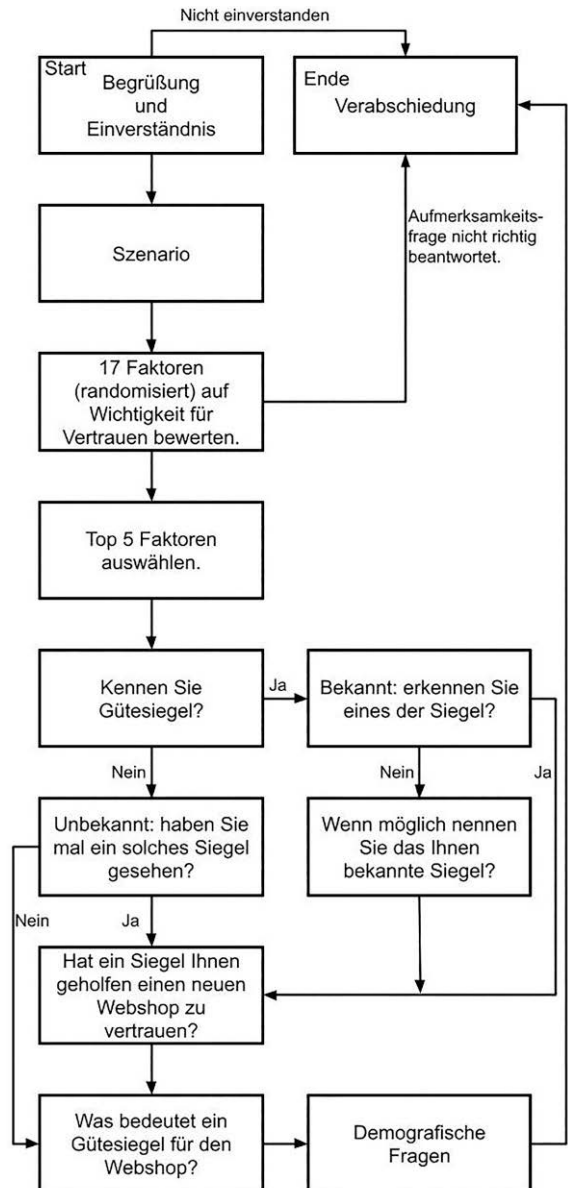 Nicht einverstanden
Start
Begrüßung
und
Einverständnis
Ende
Verabschiedung
Szenario
Aufmerksamkeits-
frage nicht richtig
beantwortet.
17 Faktoren
(randomisiert) auf
Wichtigkeit für
Vertrauen bewerten.
Top 5 Faktoren
auswählen.
Kennen Sie
Gütesiegel?
Ja
Bekannt: erkennen Sie
eines der Siegel?
Nein
Nein
Ja
Unbekannt: haben Sie
mal ein solches Siegel
gesehen?
Wenn möglich nennen
Sie das Ihnen
bekannte Siegel?
Nein
Ja
Hat ein Siegel Ihnen
geholfen einen neuen
Webshop zu
vertrauen?
Was bedeutet ein
Gütesiegel für den
Webshop?
Demografische
Fragen